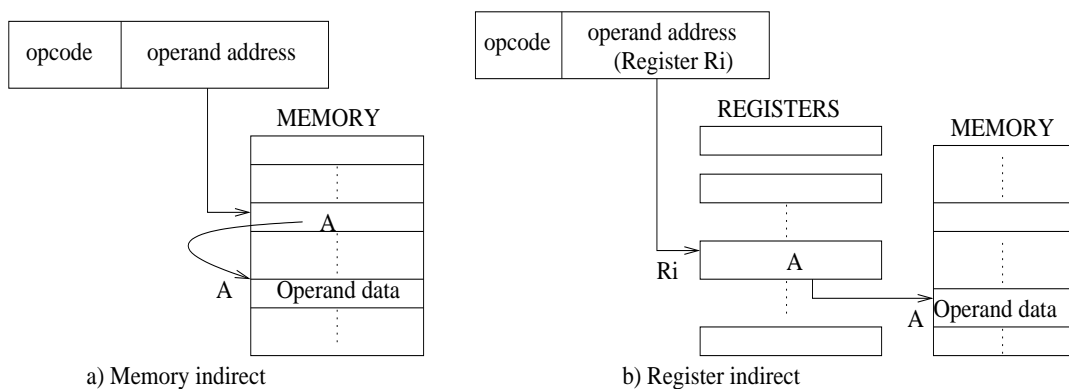 opcode
operand address
MEMORY
A
A
Operand data
a) Memory indirect
opcode
operand address
(Register Ri)
REGISTERS
MEMORY
Ri
A
A
Operand data
b) Register indirect